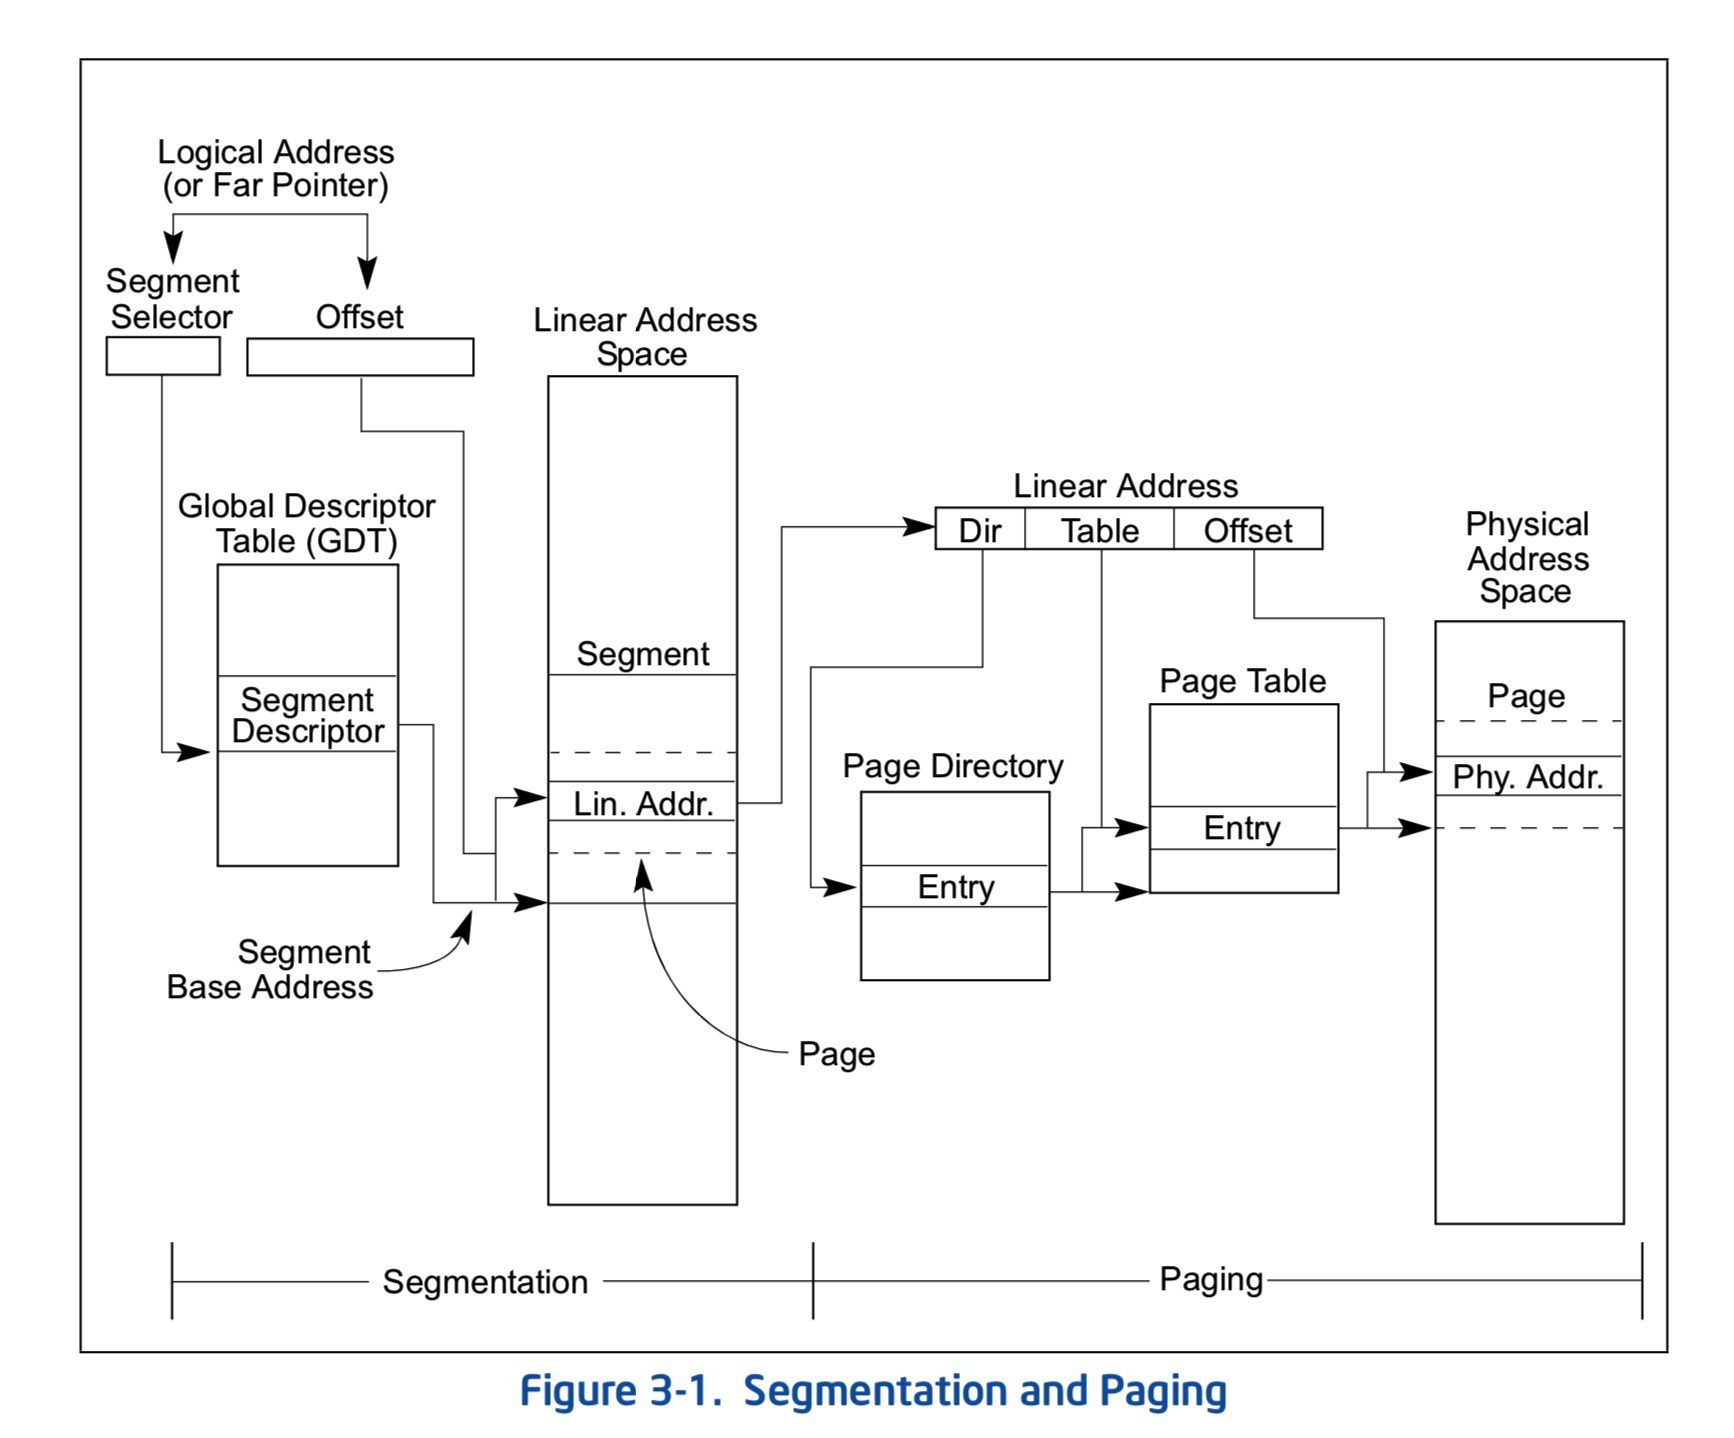 Logical Address
(or Far Pointer)
Segment
Selector
Offset
Linear Address
Space
Global Descriptor
Table (GDT)
Segment
Descriptor
Segment
Base Address
Segment
Lin. Addr.
Page
Linear Address
Dir
Table
Offset
Page Directory
Entry
Page Table
Entry
Physical
Address
Space
Page
Phy. Addr.
Segmentation
Paging
Figure 3-1. Segmentation and Paging